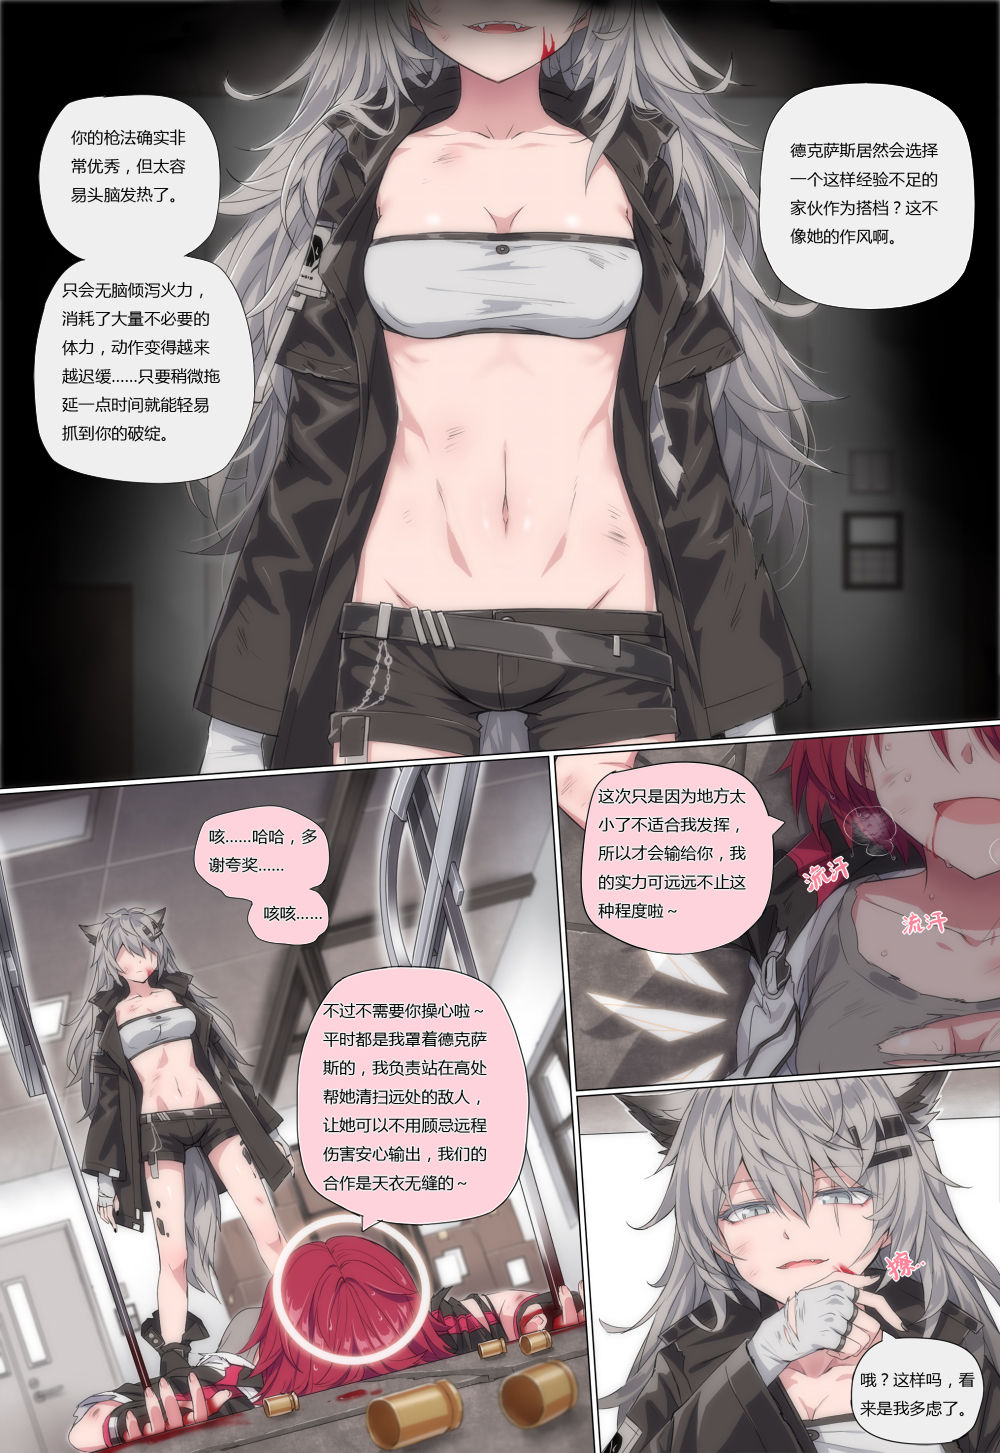 你的枪法确实非
常优秀，但太容
易头脑发热了。
只会无脑倾泻火力，
消耗了大量不必要的
体力，动作变得越来
越迟缓……只要稍微拖
延一点时间就能轻易
抓到你的破绽。
德克萨斯居然会选择
一个这样经验不足的
家伙作为搭档？这不
像她的作风啊。
咳……哈哈，多
谢夸奖……
咳咳……
不过不需要你操心啦～
平时都是我罩着德克萨
斯的，我负责站在高处
帮她清扫远处的敌人，
让她可以不用顾忌远程
伤害安心输出，我们的
合作是天衣无缝的～
这次只是因为地方太
小了不适合我发挥，
所以才会输给你，我
的实力可远远不止这
种程度啦～
流汗
流汗
擦…
哦？这样吗，看
来是我多虑了。